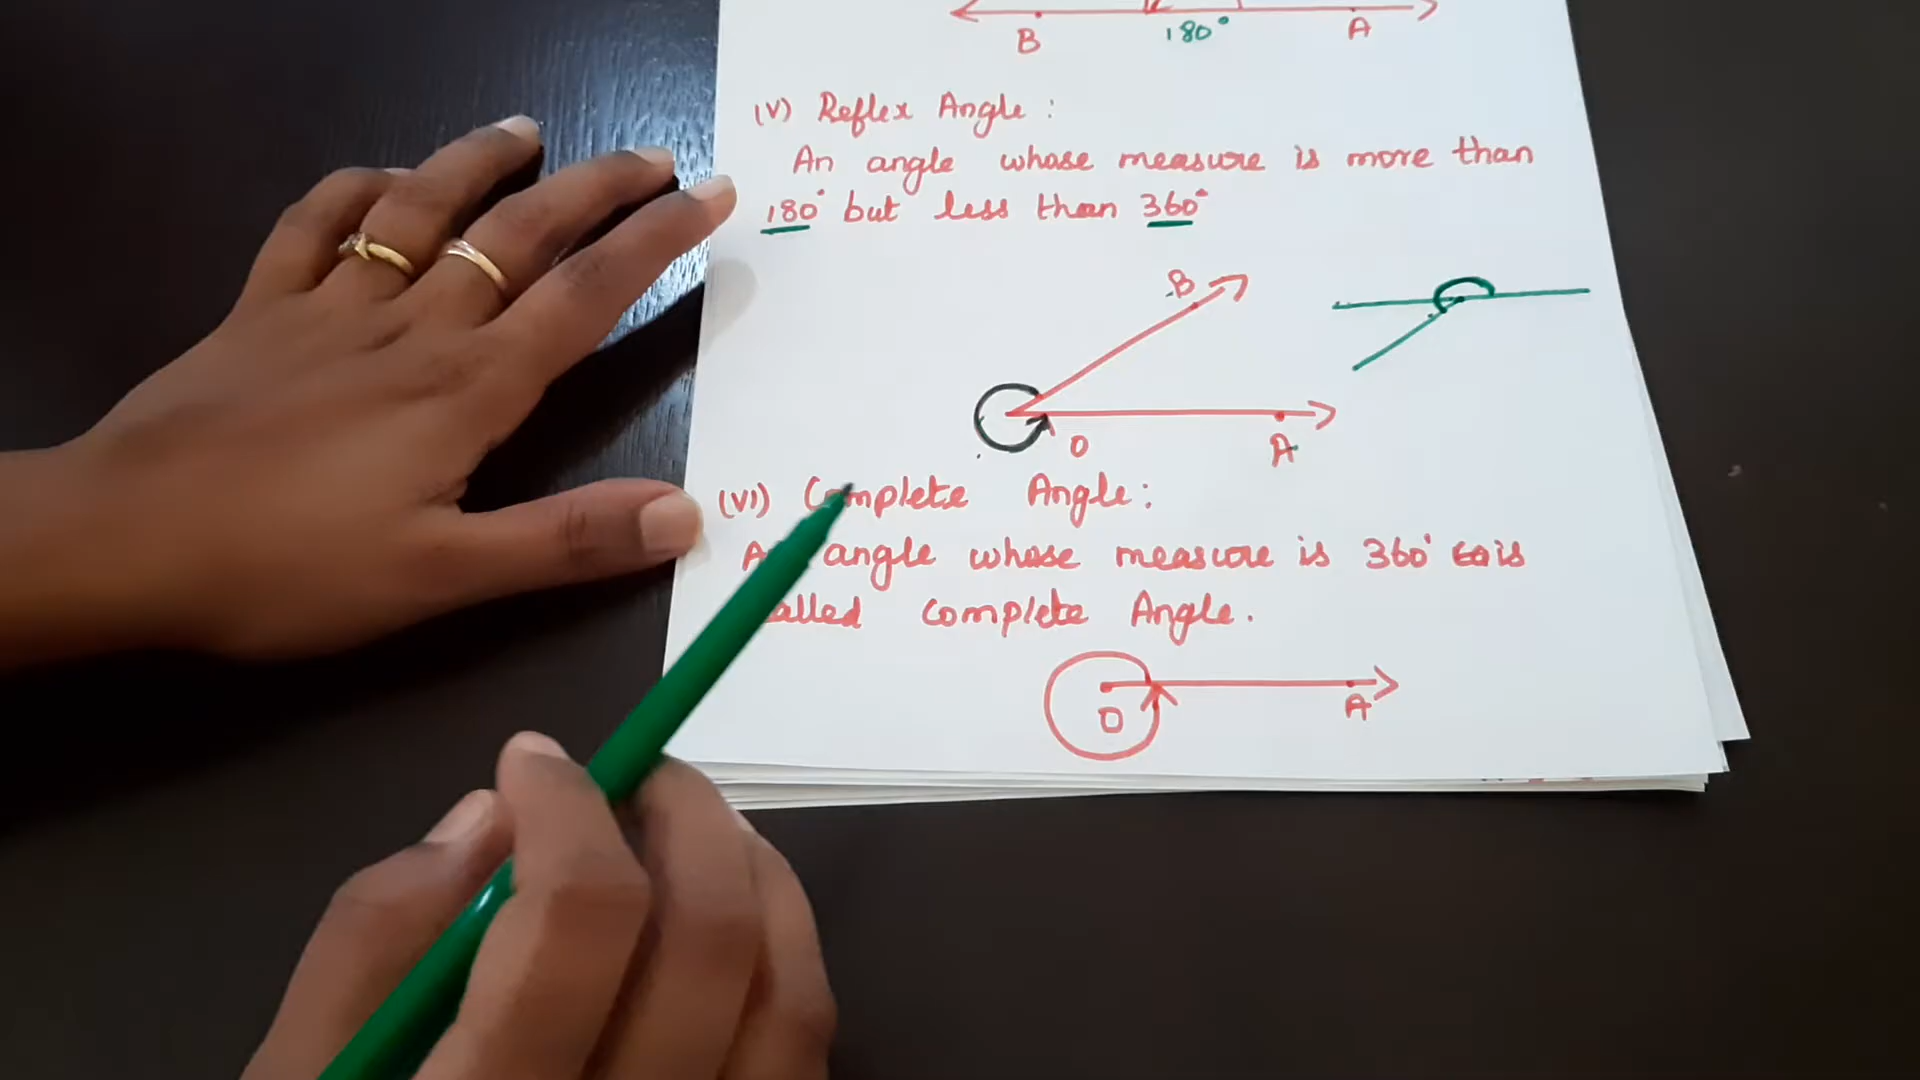 B 180° A
(V) Reflex Angle :
An angle whose measure is more than
180° but less than 360°
B
O A
(VI) Complete Angle :
angle whose measure is 360° is
called complete Angle.
O A